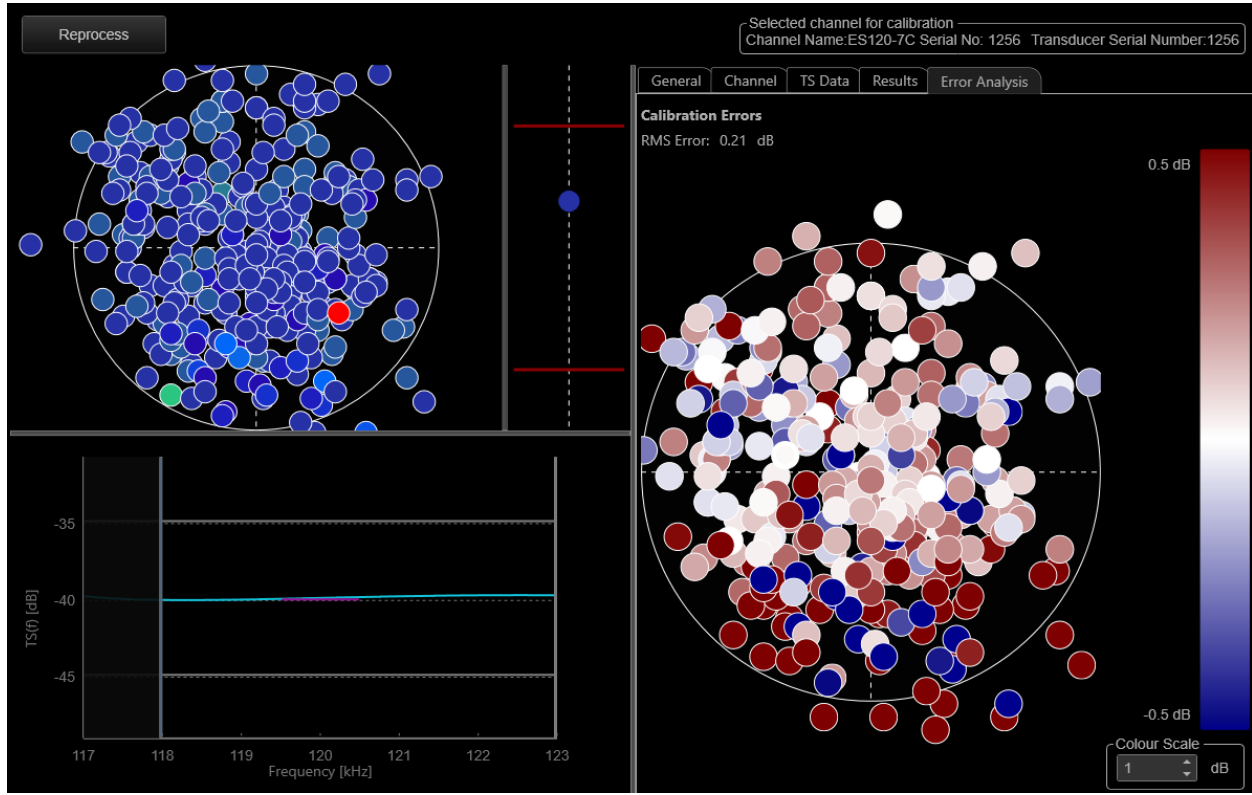 Reprocess
Selected channel for calibration
Channel Name:ES120-7C Serial No: 1256 Transducer Serial Number:1256
General Channel TS Data Results Error Analysis
Calibration Errors
RMS Error: 0.21 dB
0.5 dB
-0.5 dB
-35
-40
-45
TS(f) [dB]
117 118 119 120 121 122 123
Frequency [kHz]
Colour Scale
1 dB